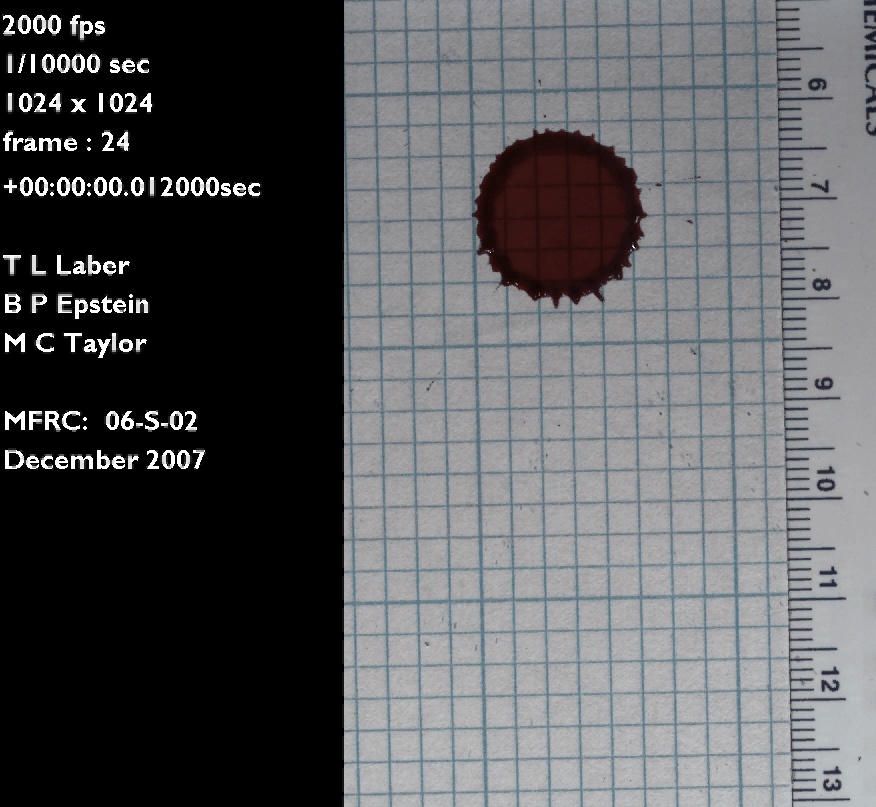 2000 fps
1/10000 sec
1024 x 1024
frame : 24
+00:00:00.012000sec
T L Laber
B P Epstein
M C Taylor
MFRC: 06-S-02
December 2007
6
7
8
9
10
11
12
13